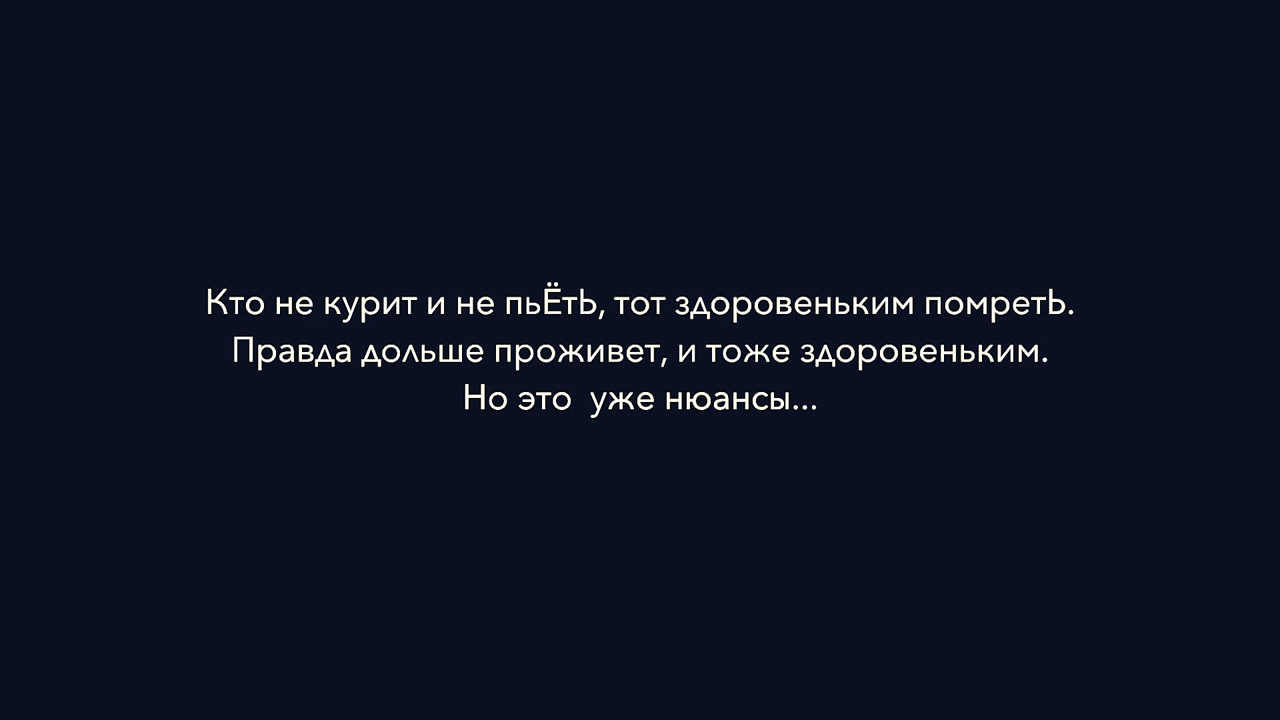 Кто не курит и не пьЁтЬ, тот здоровеньким помретЬ.
Правда дольше проживет, и тоже здоровеньким.
Но это  уже нюансы...